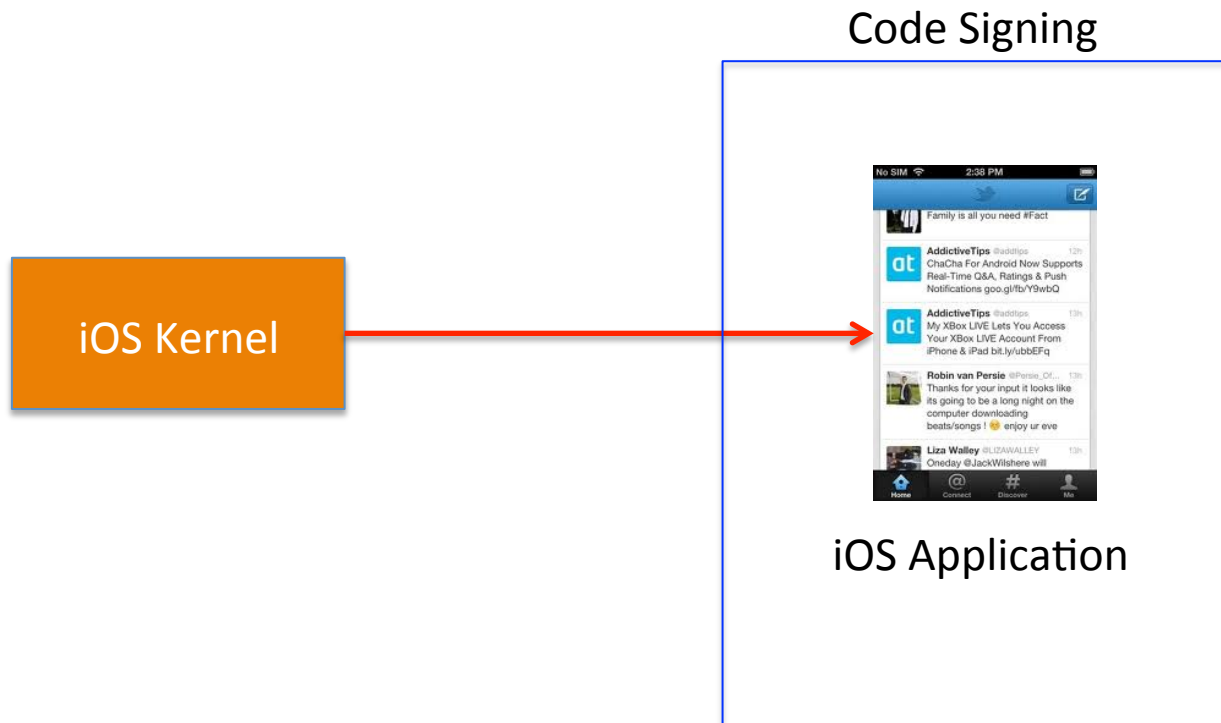 Code Signing
iOS Kernel
No SIM 2:38 PM
Family is all you need #Fact
AddictiveTips @addtips 12h
at
ChaCha For Android Now Supports
Real-Time Q&A, Ratings & Push
Notifications goo.gl/fb/Y9wbQ
AddictiveTips @addtips 13h
at
My XBox LIVE Lets You Access
Your XBox LIVE Account From
iPhone & iPad bit.ly/ubbEFq
Robin van Persie @Persie_Of... 13h
Thanks for your input it looks like
its going to be a long night on the
computer downloading
beats/songs ! 😁 enjoy ur eve
Liza Walley @LIZAWALLEY 13h
Oneday @JackWilshere will
Home @ Connect # Discover Me
iOS Application